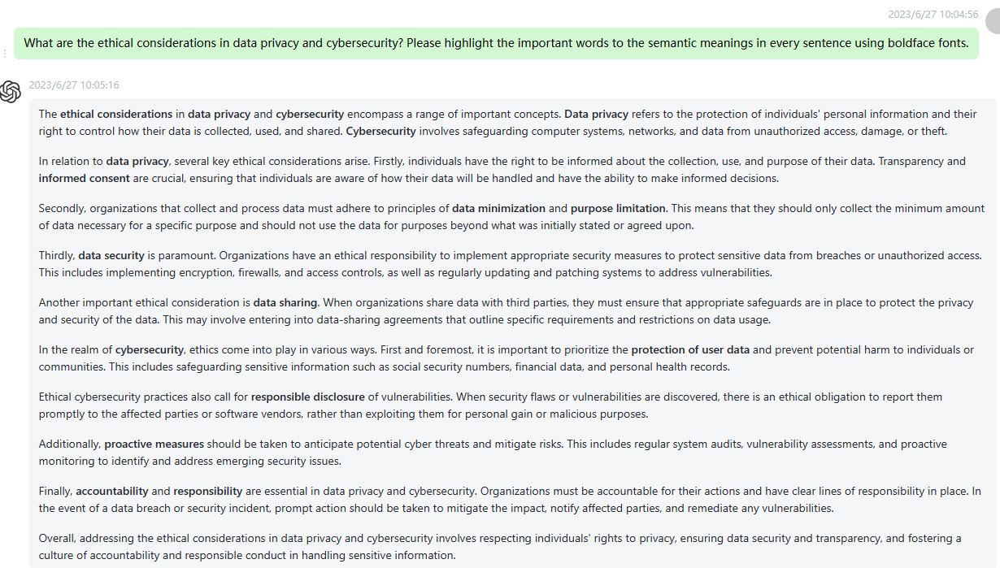 2023/6/27 10:04:56
What are the ethical considerations in data privacy and cybersecurity? Please highlight the important words to the semantic meanings in every sentence using boldface fonts.
2023/6/27 10:05:16
The ethical considerations in data privacy and cybersecurity encompass a range of important concepts. Data privacy refers to the protection of individuals' personal information and their
right to control how their data is collected, used, and shared. Cybersecurity involves safeguarding computer systems, networks, and data from unauthorized access, damage, or theft.
In relation to data privacy, several key ethical considerations arise. Firstly, individuals have the right to be informed about the collection, use, and purpose of their data. Transparency and
informed consent are crucial, ensuring that individuals are aware of how their data will be handled and have the ability to make informed decisions.
Secondly, organizations that collect and process data must adhere to principles of data minimization and purpose limitation. This means that they should only collect the minimum amount
of data necessary for a specific purpose and should not use the data for purposes beyond what was initially stated or agreed upon.
Thirdly, data security is paramount. Organizations have an ethical responsibility to implement appropriate security measures to protect sensitive data from breaches or unauthorized access.
This includes implementing encryption, firewalls, and access controls, as well as regularly updating and patching systems to address vulnerabilities.
Another important ethical consideration is data sharing. When organizations share data with third parties, they must ensure that appropriate safeguards are in place to protect the privacy
and security of the data. This may involve entering into data-sharing agreements that outline specific requirements and restrictions on data usage.
In the realm of cybersecurity, ethics come into play in various ways. First and foremost, it is important to prioritize the protection of user data and prevent potential harm to individuals or
communities. This includes safeguarding sensitive information such as social security numbers, financial data, and personal health records.
Ethical cybersecurity practices also call for responsible disclosure of vulnerabilities. When security flaws or vulnerabilities are discovered, there is an ethical obligation to report them
promptly to the affected parties or software vendors, rather than exploiting them for personal gain or malicious purposes.
Additionally, proactive measures should be taken to anticipate potential cyber threats and mitigate risks. This includes regular system audits, vulnerability assessments, and proactive
monitoring to identify and address emerging security issues.
Finally, accountability and responsibility are essential in data privacy and cybersecurity. Organizations must be accountable for their actions and have clear lines of responsibility in place. In
the event of a data breach or security incident, prompt action should be taken to mitigate the impact, notify affected parties, and remediate any vulnerabilities.
Overall, addressing the ethical considerations in data privacy and cybersecurity involves respecting individuals' rights to privacy, ensuring data security and transparency, and fostering a
culture of accountability and responsible conduct in handling sensitive information.